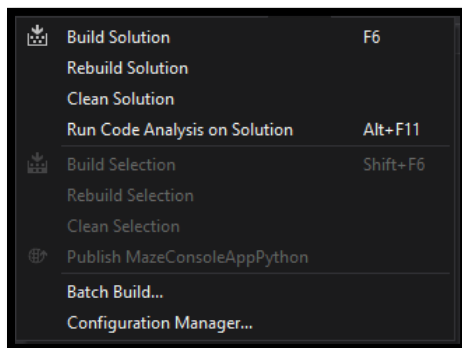 Build Solution F6
Rebuild Solution
Clean Solution
Run Code Analysis on Solution Alt+F11
Build Selection Shift+F6
Rebuild Selection
Clean Selection
Publish MazeConsoleAppPython
Batch Build...
Configuration Manager...